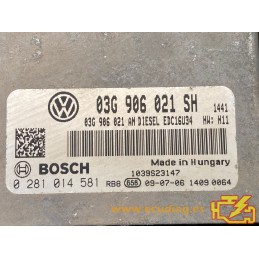 03G 906 021 SH 1441
03G 906 021 AM DIESEL EDC16U34 HW: H11
BOSCH
Made in Hungary
1039S23147
0 281 014 581 RB8 656 09-07-06 1409 0064